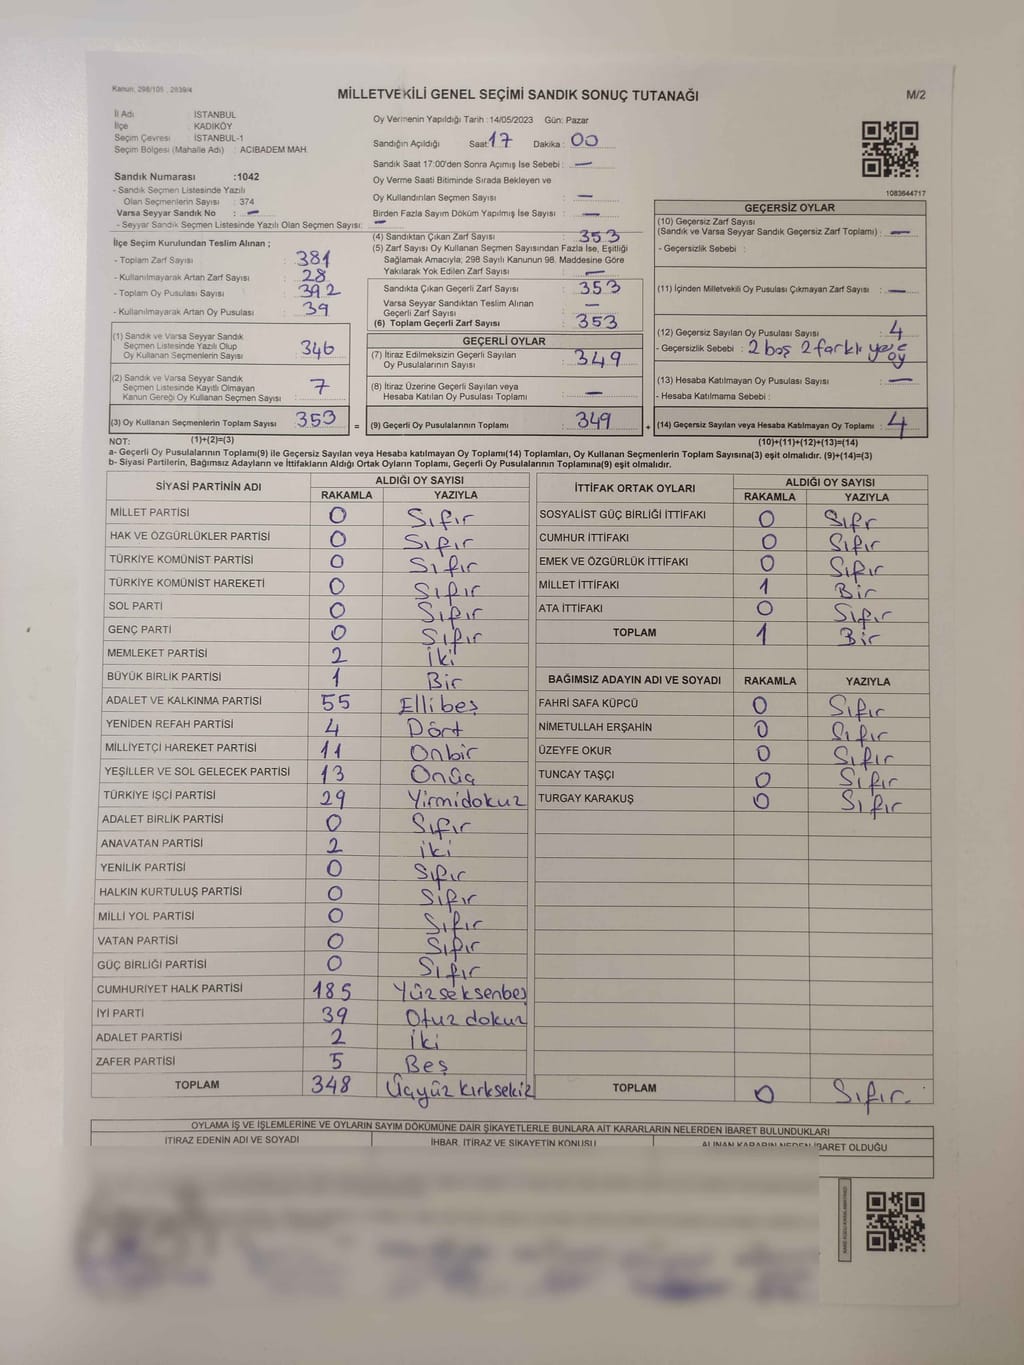 Kanun, 298/105 , 2839/4
MİLLETVEKİLİ GENEL SEÇİMİ SANDIK SONUÇ TUTANAĞI
M/2
İl Adı : İSTANBUL
İlçe : KADIKÖY
Seçim Çevresi : İSTANBUL-1
Seçim Bölgesi (Mahalle Adı) : ACIBADEM MAH.
Sandık Numarası :1042
- Sandık Seçmen Listesinde Yazılı
Olan Seçmenlerin Sayısı : 374
Varsa Seyyar Sandık No : —
- Seyyar Sandık Seçmen Listesinde Yazılı Olan Seçmen Sayısı: —
Oy Vermenin Yapıldığı Tarih :14/05/2023 Gün: Pazar
Sandığın Açıldığı Saat: 17 Dakika : 00
Sandık Saat 17:00'den Sonra Açımış İse Sebebi : —
Oy Verme Saati Bitiminde Sırada Bekleyen ve
Oy Kullandırılan Seçmen Sayısı : —
Birden Fazla Sayım Döküm Yapılmış İse Sayısı : —
1083644717
İlçe Seçim Kurulundan Teslim Alınan ;
- Toplam Zarf Sayısı : 381
- Kullanılmayarak Artan Zarf Sayısı : 28
- Toplam Oy Pusulası Sayısı : 392
- Kullanılmayarak Artan Oy Pusulası : 39
(4) Sandıktan Çıkan Zarf Sayısı : 353
(5) Zarf Sayısı Oy Kullanan Seçmen Sayısından Fazla İse, Eşitliği
Sağlamak Amacıyla; 298 Sayılı Kanunun 98. Maddesine Göre
Yakılarak Yok Edilen Zarf Sayısı : —
Sandıkta Çıkan Geçerli Zarf Sayısı : 353
Varsa Seyyar Sandıktan Teslim Alınan
Geçerli Zarf Sayısı : —
(6) Toplam Geçerli Zarf Sayısı : 353
GEÇERSİZ OYLAR
(10) Geçersiz Zarf Sayısı
(Sandık ve Varsa Seyyar Sandık Geçersiz Zarf Toplamı) : —
- Geçersizlik Sebebi :
(11) İçinden Milletvekili Oy Pusulası Çıkmayan Zarf Sayısı : —
(12) Geçersiz Sayılan Oy Pusulası Sayısı : 4
- Geçersizlik Sebebi : 2 boş 2 farklı yere oy
(13) Hesaba Katılmayan Oy Pusulası Sayısı : —
- Hesaba Katılmama Sebebi :
(14) Geçersiz Sayılan veya Hesaba Katılmayan Oy Toplamı : 4
(1) Sandık ve Varsa Seyyar Sandık
Seçmen Listesinde Yazılı Olup
Oy Kullanan Seçmenlerin Sayısı : 346
(2) Sandık ve Varsa Seyyar Sandık
Seçmen Listesinde Kayıtlı Olmayan
Kanun Gereği Oy Kullanan Seçmen Sayısı : 7
(3) Oy Kullanan Seçmenlerin Toplam Sayısı : 353 =
GEÇERLİ OYLAR
(7) İtiraz Edilmeksizin Geçerli Sayılan
Oy Pusulalarının Sayısı : 349
(8) İtiraz Üzerine Geçerli Sayılan veya
Hesaba Katılan Oy Pusulası Toplamı : —
(9) Geçerli Oy Pusulalarının Toplamı : 349 +
NOT: (1)+(2)=(3) (10)+(11)+(12)+(13)=(14)
a- Geçerli Oy Pusulalarının Toplamı(9) ile Geçersiz Sayılan veya Hesaba katılmayan Oy Toplamı(14) Toplamları, Oy Kullanan Seçmenlerin Toplam Sayısına(3) eşit olmalıdır. (9)+(14)=(3)
b- Siyasi Partilerin, Bağımsız Adayların ve İttifakların Aldığı Ortak Oyların Toplamı, Geçerli Oy Pusulalarının Toplamına(9) eşit olmalıdır.
SİYASİ PARTİNİN ADI ALDIĞI OY SAYISI
RAKAMLA YAZIYLA
MİLLET PARTİSİ 0 Sıfır
HAK VE ÖZGÜRLÜKLER PARTİSİ 0 Sıfır
TÜRKİYE KOMÜNİST PARTİSİ 0 Sıfır
TÜRKİYE KOMÜNİST HAREKETİ 0 Sıfır
SOL PARTİ 0 Sıfır
GENÇ PARTİ 0 Sıfır
MEMLEKET PARTİSİ 2 iki
BÜYÜK BİRLİK PARTİSİ 1 Bir
ADALET VE KALKINMA PARTİSİ 55 Ellibeş
YENİDEN REFAH PARTİSİ 4 Dört
MİLLİYETÇİ HAREKET PARTİSİ 11 Onbir
YEŞİLLER VE SOL GELECEK PARTİSİ 13 Onüç
TÜRKİYE İŞÇİ PARTİSİ 29 Yirmidokuz
ADALET BİRLİK PARTİSİ 0 Sıfır
ANAVATAN PARTİSİ 2 iki
YENİLİK PARTİSİ 0 Sıfır
HALKIN KURTULUŞ PARTİSİ 0 Sıfır
MİLLİ YOL PARTİSİ 0 Sıfır
VATAN PARTİSİ 0 Sıfır
GÜÇ BİRLİĞİ PARTİSİ 0 Sıfır
CUMHURİYET HALK PARTİSİ 185 Yüzseksenbeş
İYİ PARTİ 39 Otuz dokuz
ADALET PARTİSİ 2 İki
ZAFER PARTİSİ 5 Beş
TOPLAM 348 Üçyüz kırksekiz
İTTİFAK ORTAK OYLARI ALDIĞI OY SAYISI
RAKAMLA YAZIYLA
SOSYALİST GÜÇ BİRLİĞİ İTTİFAKI 0 Sıfr
CUMHUR İTTİFAKI 0 Sıfır
EMEK VE ÖZGÜRLÜK İTTİFAKI 0 Sıfır
MİLLET İTTİFAKI 1 Bir
ATA İTTİFAKI 0 Sıfır
TOPLAM 1 Bir
BAĞIMSIZ ADAYIN ADI VE SOYADI RAKAMLA YAZIYLA
FAHRİ SAFA KÜPCÜ 0 Sıfır
NİMETULLAH ERŞAHİN 0 Sıfır
ÜZEYFE OKUR 0 Sıfır
TUNCAY TAŞÇI 0 Sıfır
TURGAY KARAKUŞ 0 Sıfır
TOPLAM 0 Sıfır.
OYLAMA İŞ VE İŞLEMLERİNE VE OYLARIN SAYIM DÖKÜMÜNE DAİR ŞİKAYETLERLE BUNLARA AİT KARARLARIN NELERDEN İBARET BULUNDUKLARI
İTİRAZ EDENİN ADI VE SOYADI İHBAR, İTİRAZ VE ŞİKAYETİN KONUSU ALINAN KARARIN NEDEN İBARET OLDUĞU